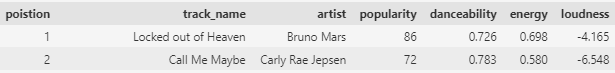 poistion track_name artist popularity danceability energy loudness
1 Locked out of Heaven Bruno Mars 86 0.726 0.698 -4.165
2 Call Me Maybe Carly Rae Jepsen 72 0.783 0.580 -6.548